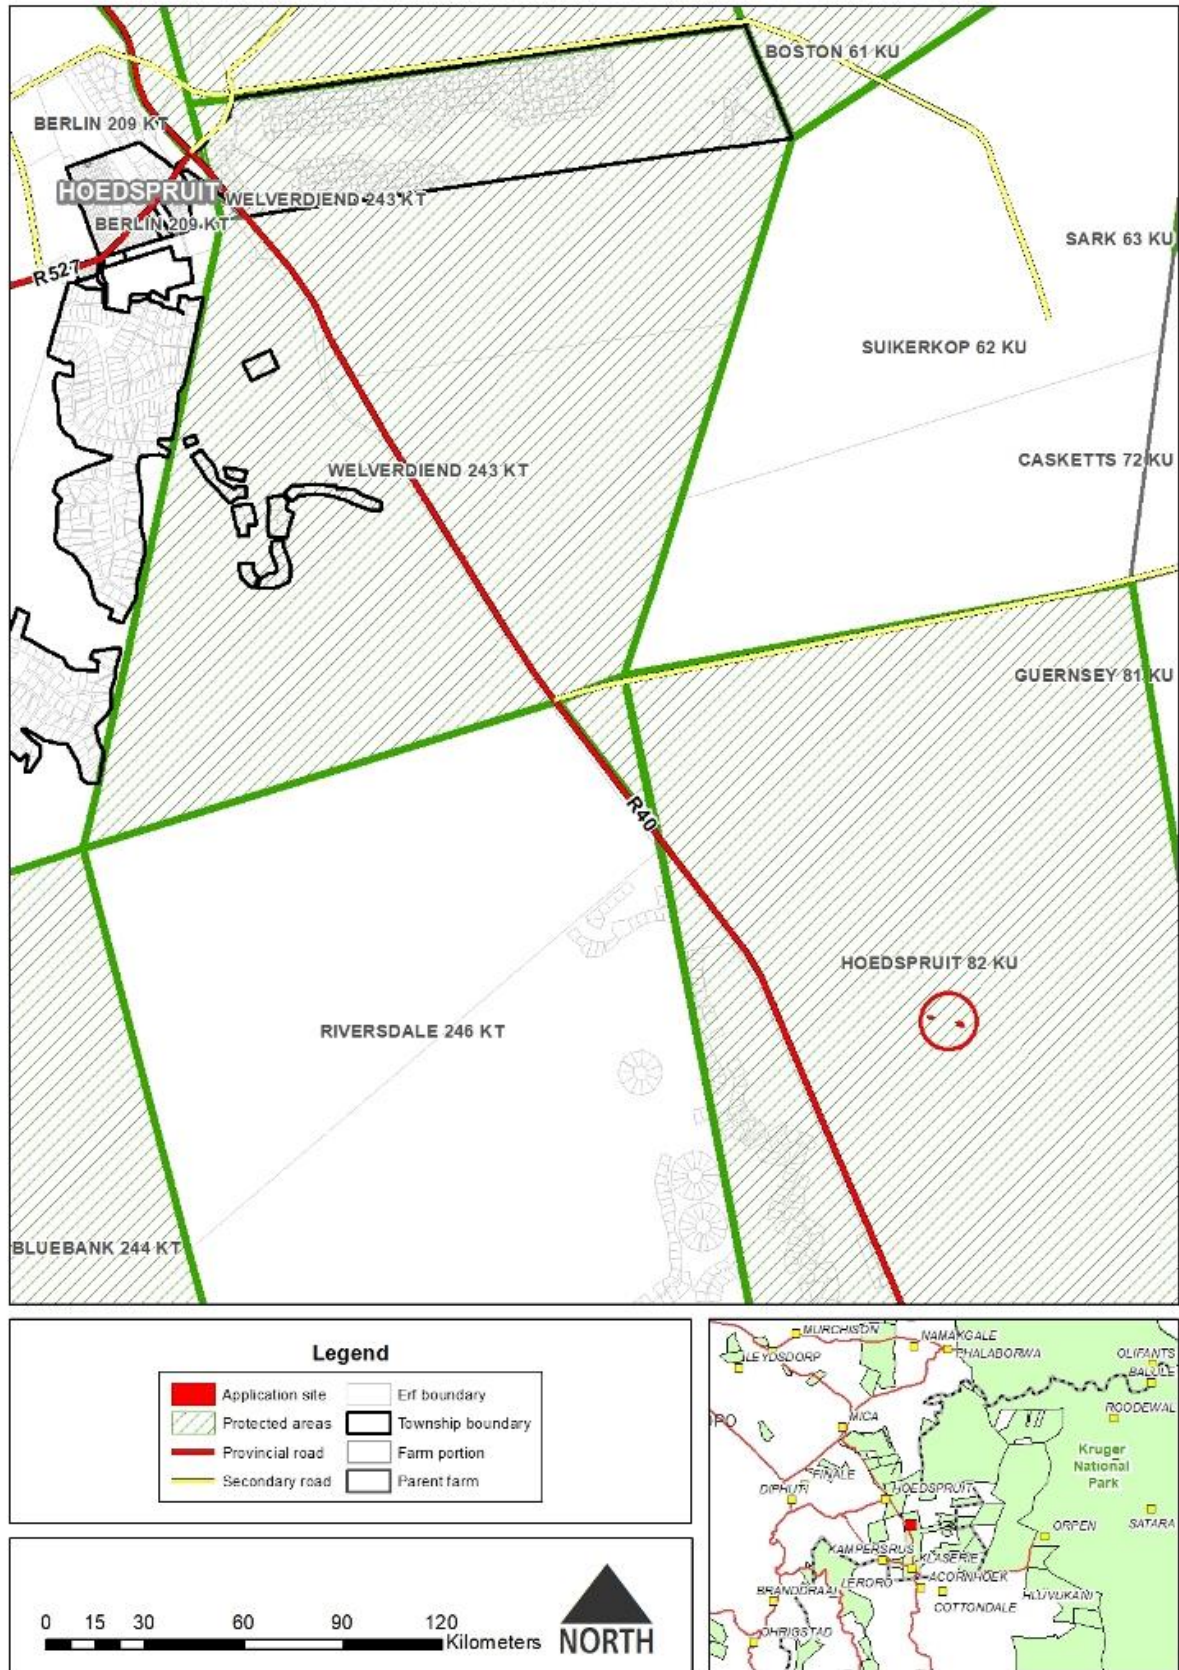 BOSTON 61 KU
BERLIN 209 KT
HOEDSPRUIT
WELVERDIEND 243 KT
BERLIN 209 KT
SARK 63 KU
R527
SUIKERKOP 62 KU
CASKETTS 72 KU
WELVERDIEND 243 KT
GUERNSEY 81 KU
R40
HOEDSPRUIT 82 KU
RIVERSDALE 246 KT
BLUEBANK 244 KT
Legend
Application site
Erf boundary
Protected areas
Township boundary
Provincial road
Farm portion
Secondary road
Parent farm
0 15 30 60 90 120
Kilometers
NORTH
MURCHISON
NAMAKGALE
LEYDSDORP
PHALABORWA
OLIFANTS
BALULE
ROODEWAL
MICA
Kruger
National
Park
FINALE
DIPHUTI
HOEDSPRUIT
SATARA
ORPEN
KAMPERSRUS
KLASERIE
LERORO
ACORNHOEK
BRANDDRAAI
HLUVUKANI
COTTONDALE
OHRIGSTAD